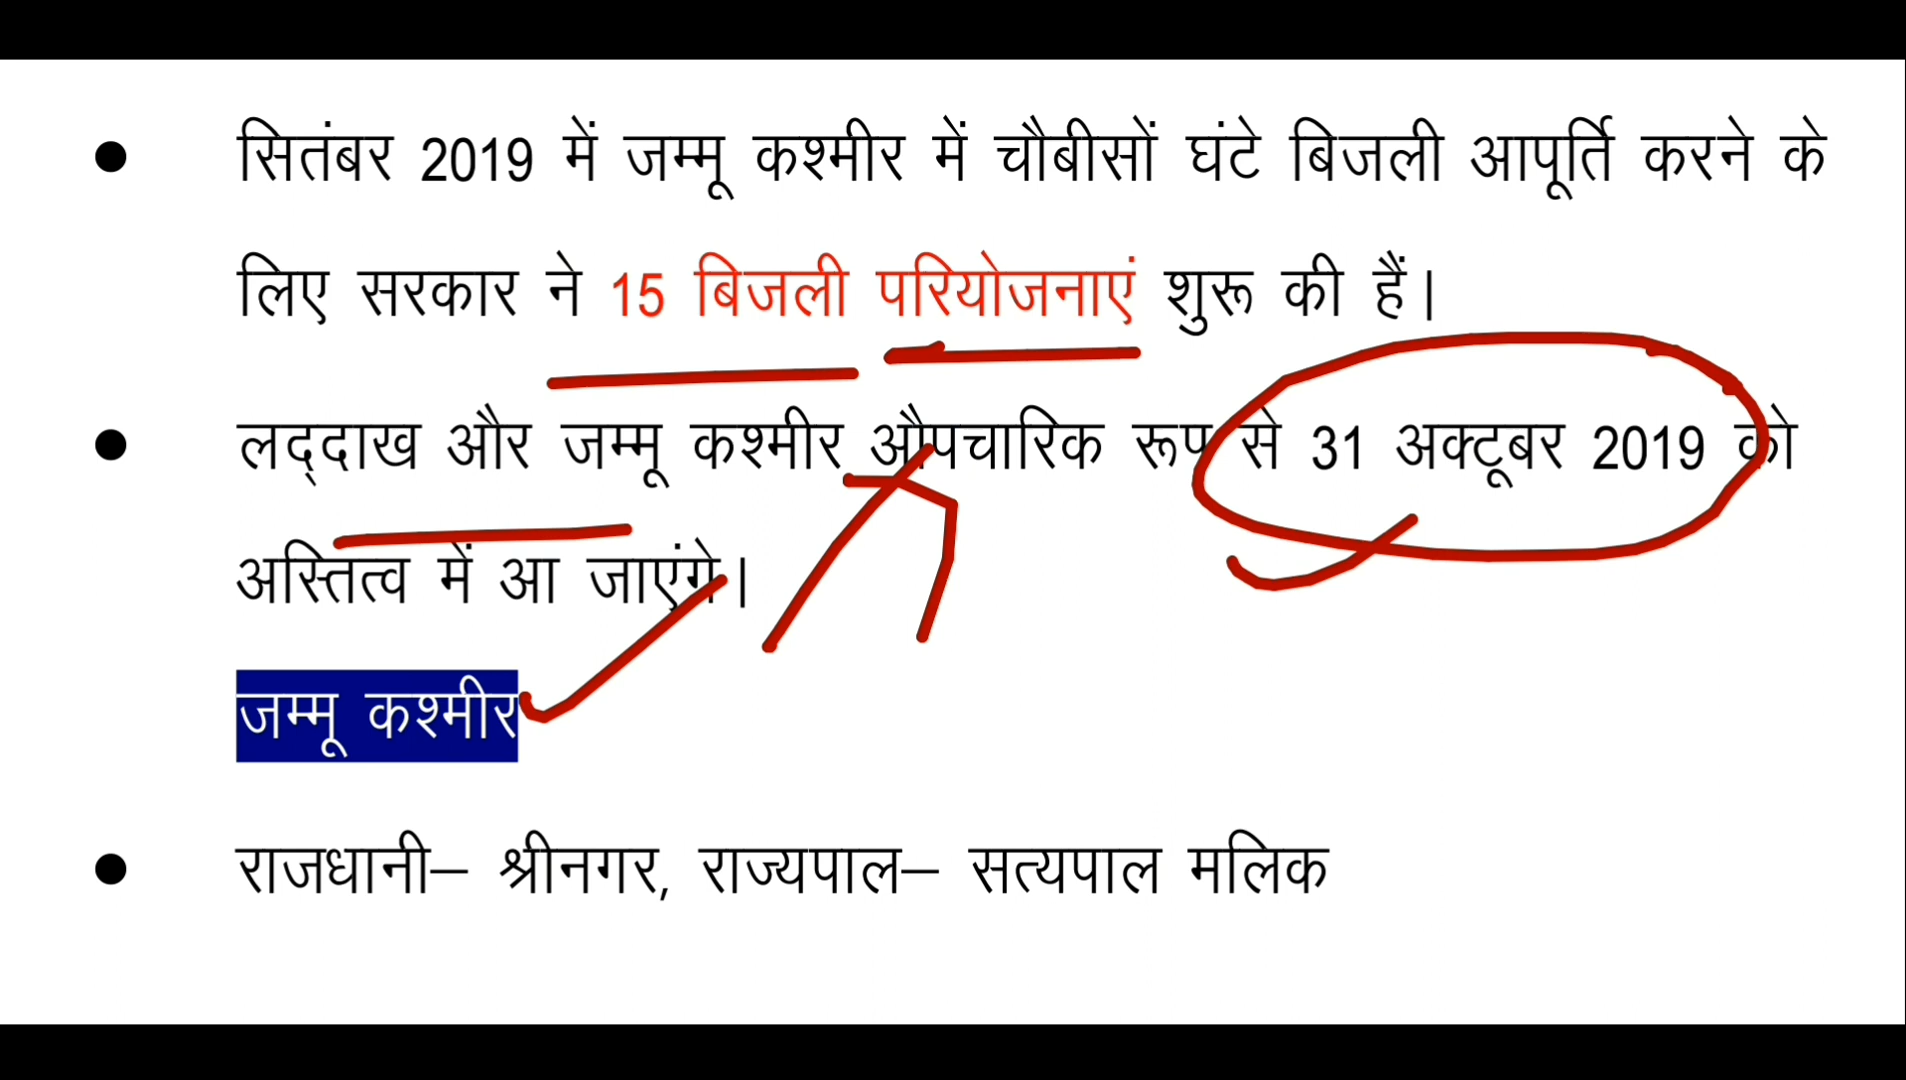 ● सितंबर 2019 में जम्मू कश्मीर में चौबीसों घंटे बिजली आपूर्ति करने के
लिए सरकार ने 15 बिजली परियोजनाएं शुरू की हैं।
● लद्‌दाख और जम्मू कश्मीर औपचारिक रूप से 31 अक्टूबर 2019 को
अस्तित्व में आ जाएंगे।
जम्मू कश्मीर
● राजधानी– श्रीनगर, राज्यपाल– सत्यपाल मलिक